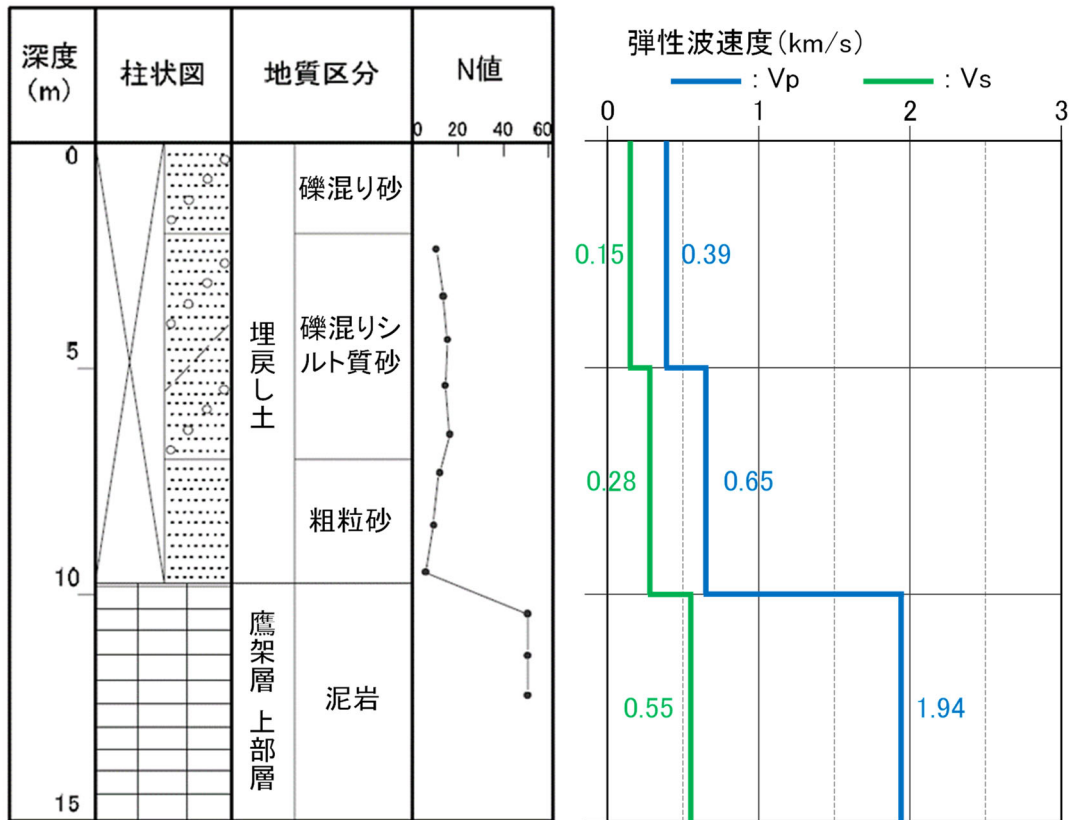 深度
(m)
柱状図
地質区分
N値
0 20 40 60
弾性波速度(km/s)
: Vp : Vs
0 1 2 3
0
5
10
15
埋戻し土
鷹架層 上部層
礫混り砂
礫混りシ
ルト質砂
粗粒砂
泥岩
0.15 0.39
0.28 0.65
0.55 1.94